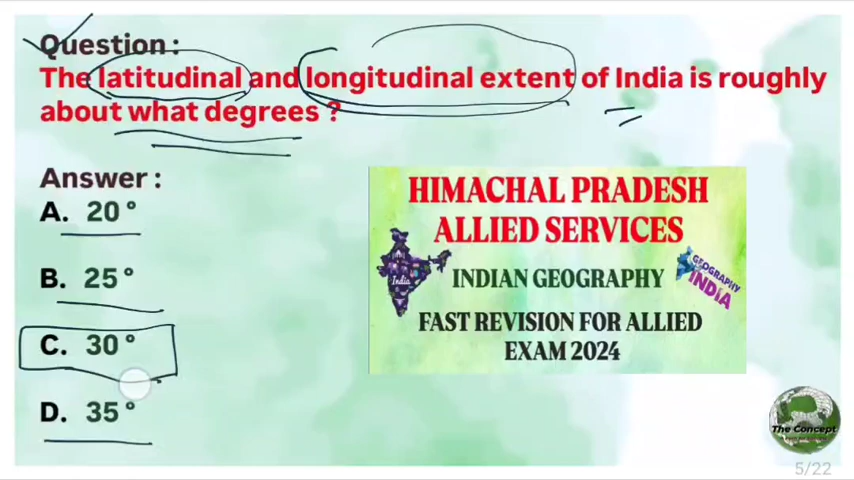 Question :
The latitudinal and longitudinal extent of India is roughly
about what degrees ?
Answer :
A. 20 °
B. 25 °
C. 30 °
D. 35 °
HIMACHAL PRADESH
ALLIED SERVICES
INDIAN GEOGRAPHY
FAST REVISION FOR ALLIED
EXAM 2024
India
GEOGRAPHY
INDIA
The Concept
5/22